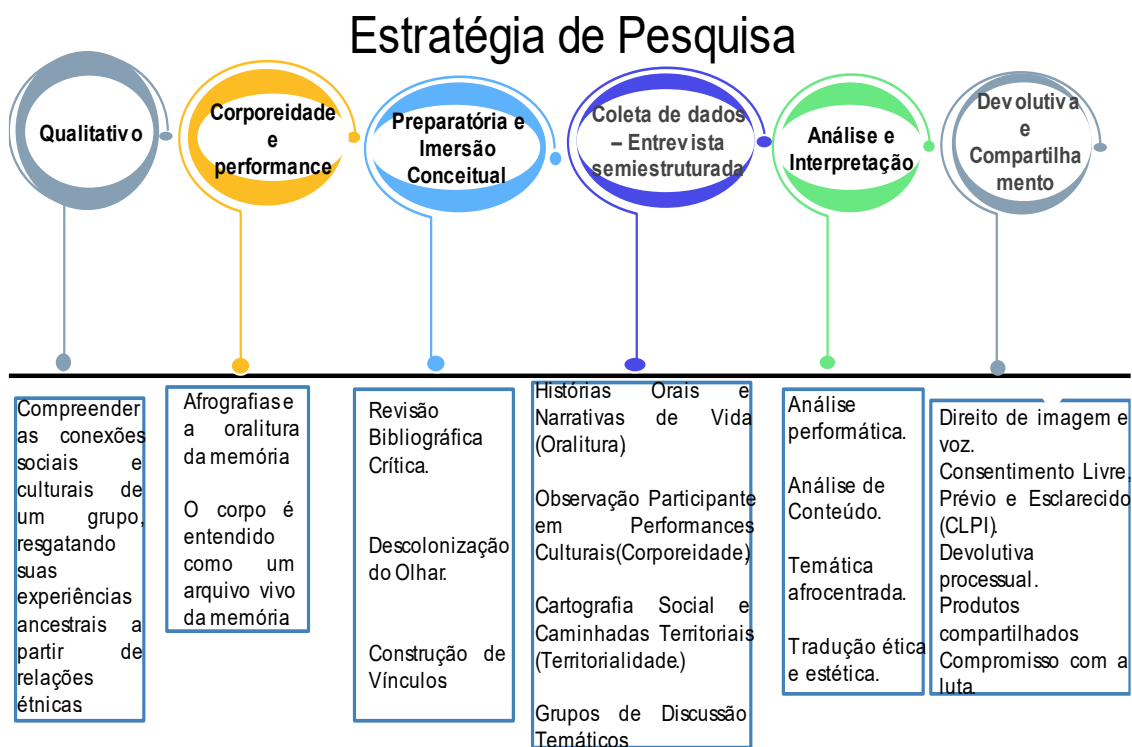 Estratégia de Pesquisa
Qualitativo
Corporeidade
e
performance
Preparatória e
Imersão
Conceitual
Coleta de dados
– Entrevista
semiestruturada
Análise e
Interpretação
Devolutiva
e
Compartilha
mento
Compreender
as conexões
sociais e
culturais de
um grupo,
resgatando
suas
experiências
ancestrais a
partir de
relações
étnicas
Afrografias e
a oralitura
da memória
O corpo é
entendido
como um
arquivo vivo
da memória
Revisão
Bibliográfica
Crítica.
Descolonização
do Olhar.
Construção de
Vínculos
Histórias Orais e
Narrativas de Vida
(Oralitura)
Observação Participante
em Performances
Culturais(Corporeidade)
Cartografia Social e
Caminhadas Territoriais
(Territorialidade.)
Grupos de Discussão
Temáticos
Análise
performática.
Análise de
Conteúdo.
Temática
afrocentrada.
Tradução ética
e estética.
Direito de imagem e
voz.
Consentimento Livre,
Prévio e Esclarecido
(CLPI).
Devolutiva
processual.
Produtos
compartilhados
Compromisso com a
luta.